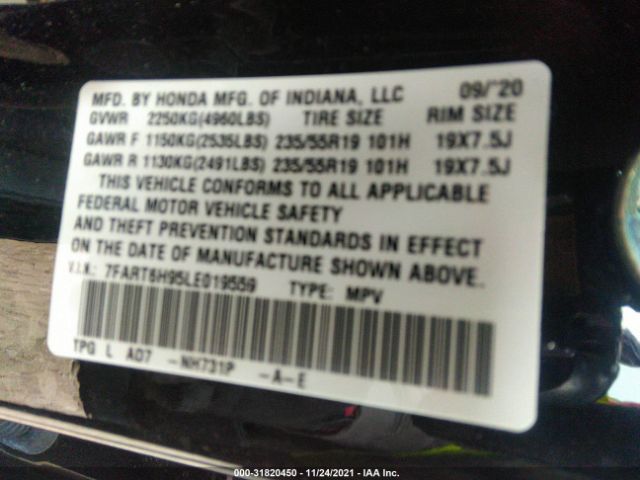 MFD. BY HONDA MFG. OF INDIANA, LLC 09/'20
GVWR 2250KG(4960LBS) TIRE SIZE RIM SIZE
GAWR F 1150KG(2535LBS) 235/55R19 101H 19X7.5J
GAWR R 1130KG(2491LBS) 235/55R19 101H 19X7.5J
THIS VEHICLE CONFORMS TO ALL APPLICABLE
FEDERAL MOTOR VEHICLE SAFETY
AND THEFT PREVENTION STANDARDS IN EFFECT
ON THE DATE OF MANUFACTURE SHOWN ABOVE.
V.I.N.: 7FART6H95LE019559 TYPE: MPV
TPG L AD7 -NH731P -A-E
000-31820450 - 11/24/2021 - IAA Inc.